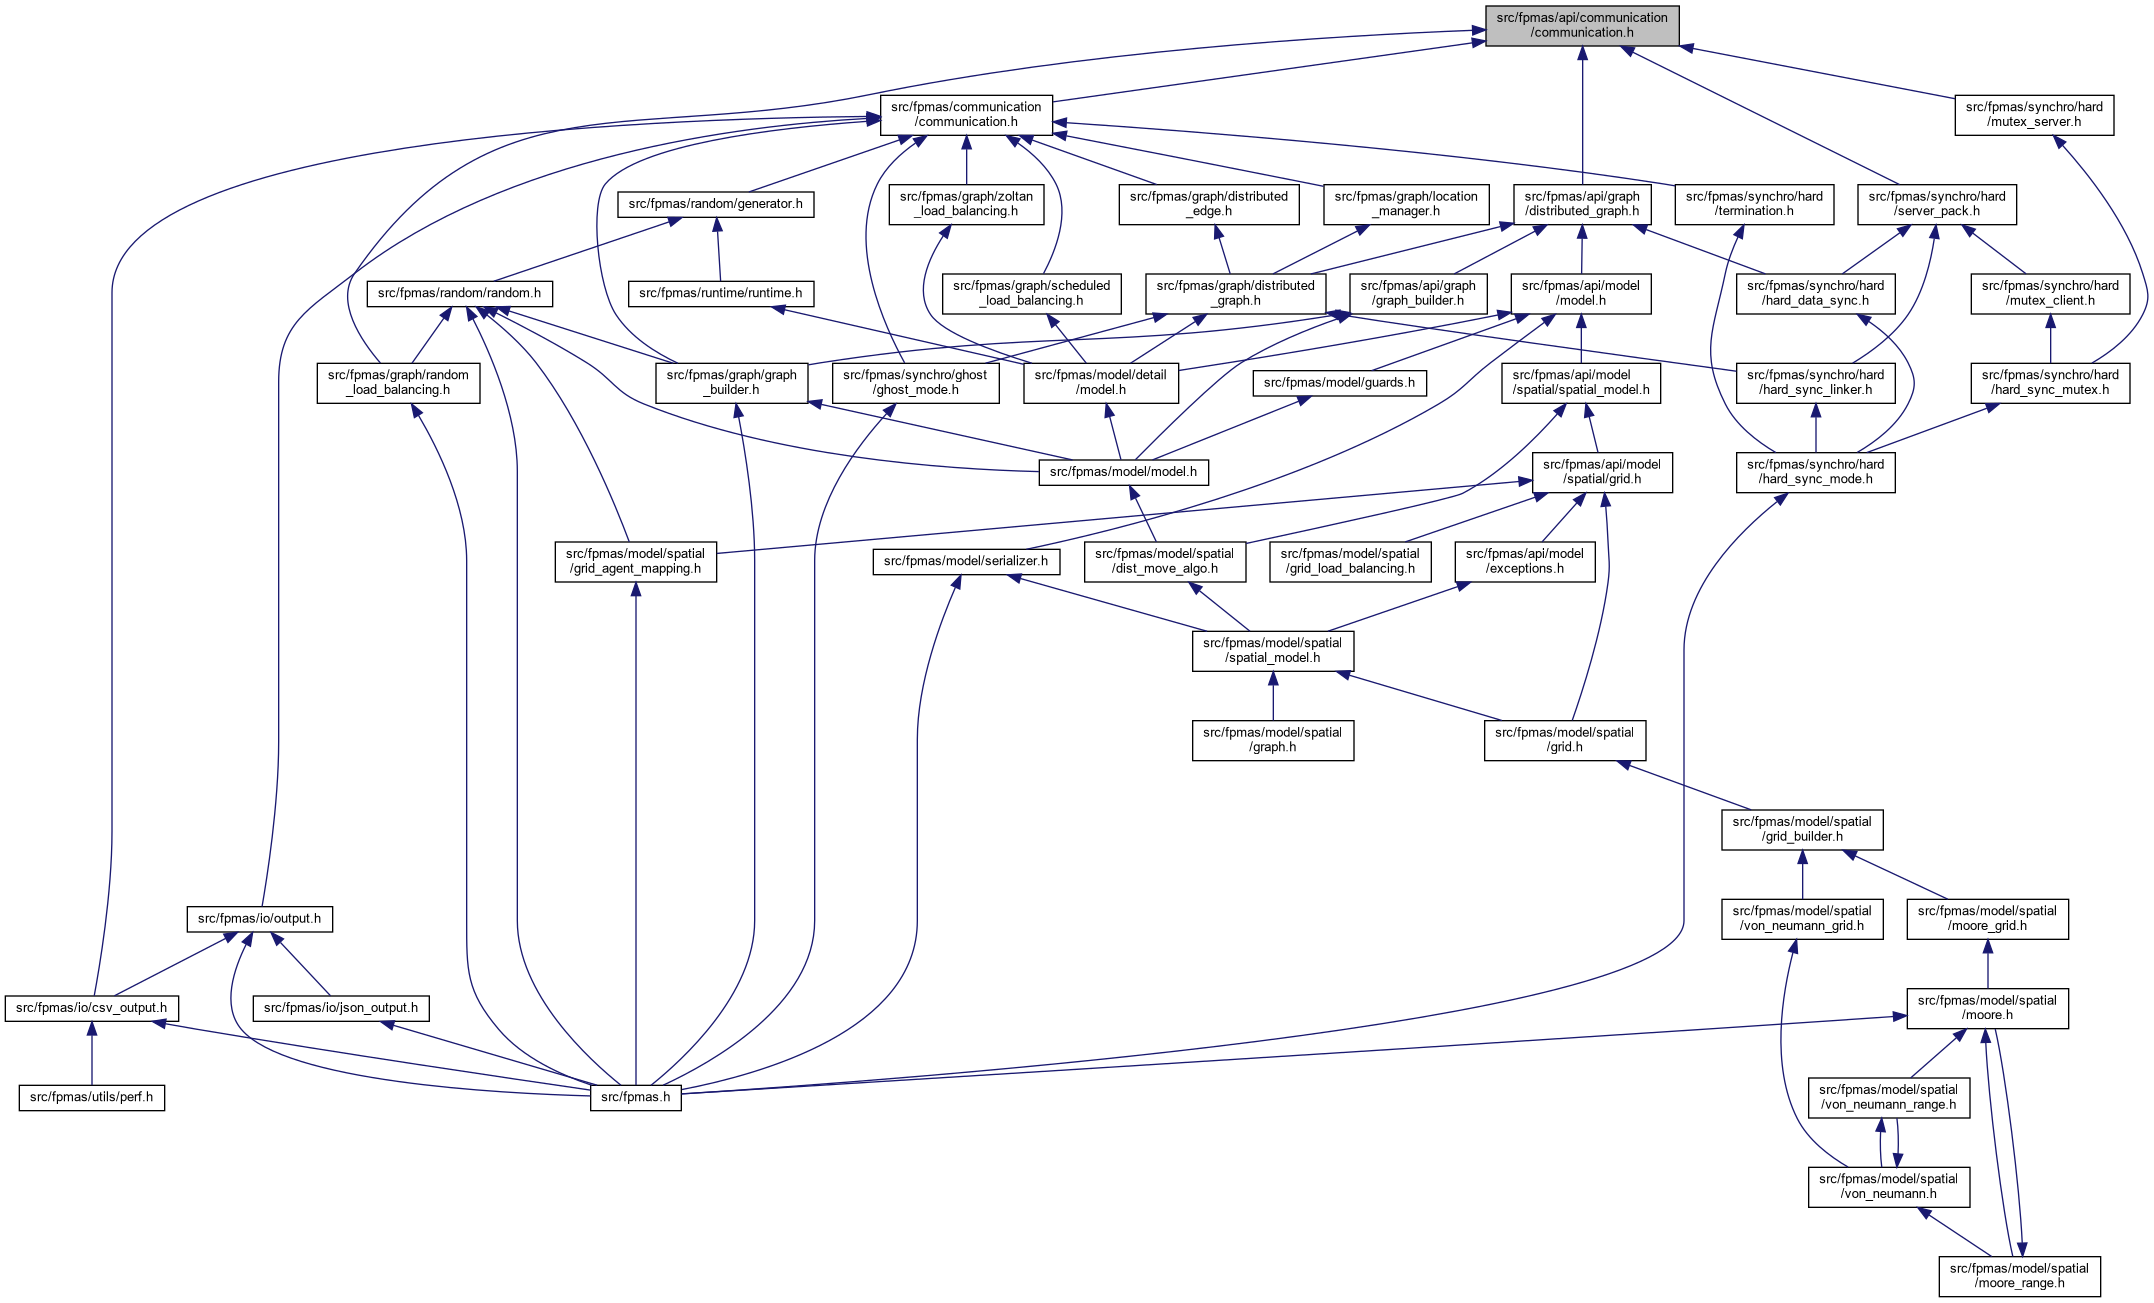 src/fpmas/api/communication
/communication.h
src/fpmas/communication
/communication.h
src/fpmas/synchro/hard
/mutex_server.h
src/fpmas/random/generator.h
src/fpmas/graph/zoltan
_load_balancing.h
src/fpmas/graph/distributed
_edge.h
src/fpmas/graph/location
_manager.h
src/fpmas/api/graph
/distributed_graph.h
src/fpmas/synchro/hard
/termination.h
src/fpmas/synchro/hard
/server_pack.h
src/fpmas/random/random.h
src/fpmas/runtime/runtime.h
src/fpmas/graph/scheduled
_load_balancing.h
src/fpmas/graph/distributed
_graph.h
src/fpmas/api/graph
/graph_builder.h
src/fpmas/api/model
/model.h
src/fpmas/synchro/hard
/hard_data_sync.h
src/fpmas/synchro/hard
/mutex_client.h
src/fpmas/graph/random
_load_balancing.h
src/fpmas/graph/graph
_builder.h
src/fpmas/synchro/ghost
/ghost_mode.h
src/fpmas/model/detail
/model.h
src/fpmas/model/guards.h
src/fpmas/api/model
/spatial/spatial_model.h
src/fpmas/synchro/hard
/hard_sync_linker.h
src/fpmas/synchro/hard
/hard_sync_mutex.h
src/fpmas/model/model.h
src/fpmas/api/model
/spatial/grid.h
src/fpmas/synchro/hard
/hard_sync_mode.h
src/fpmas/model/spatial
/grid_agent_mapping.h
src/fpmas/model/serializer.h
src/fpmas/model/spatial
/dist_move_algo.h
src/fpmas/model/spatial
/grid_load_balancing.h
src/fpmas/api/model
/exceptions.h
src/fpmas/model/spatial
/spatial_model.h
src/fpmas/model/spatial
/graph.h
src/fpmas/model/spatial
/grid.h
src/fpmas/model/spatial
/grid_builder.h
src/fpmas/io/output.h
src/fpmas/model/spatial
/von_neumann_grid.h
src/fpmas/model/spatial
/moore_grid.h
src/fpmas/io/csv_output.h
src/fpmas/io/json_output.h
src/fpmas/model/spatial
/moore.h
src/fpmas/utils/perf.h
src/fpmas.h
src/fpmas/model/spatial
/von_neumann_range.h
src/fpmas/model/spatial
/von_neumann.h
src/fpmas/model/spatial
/moore_range.h